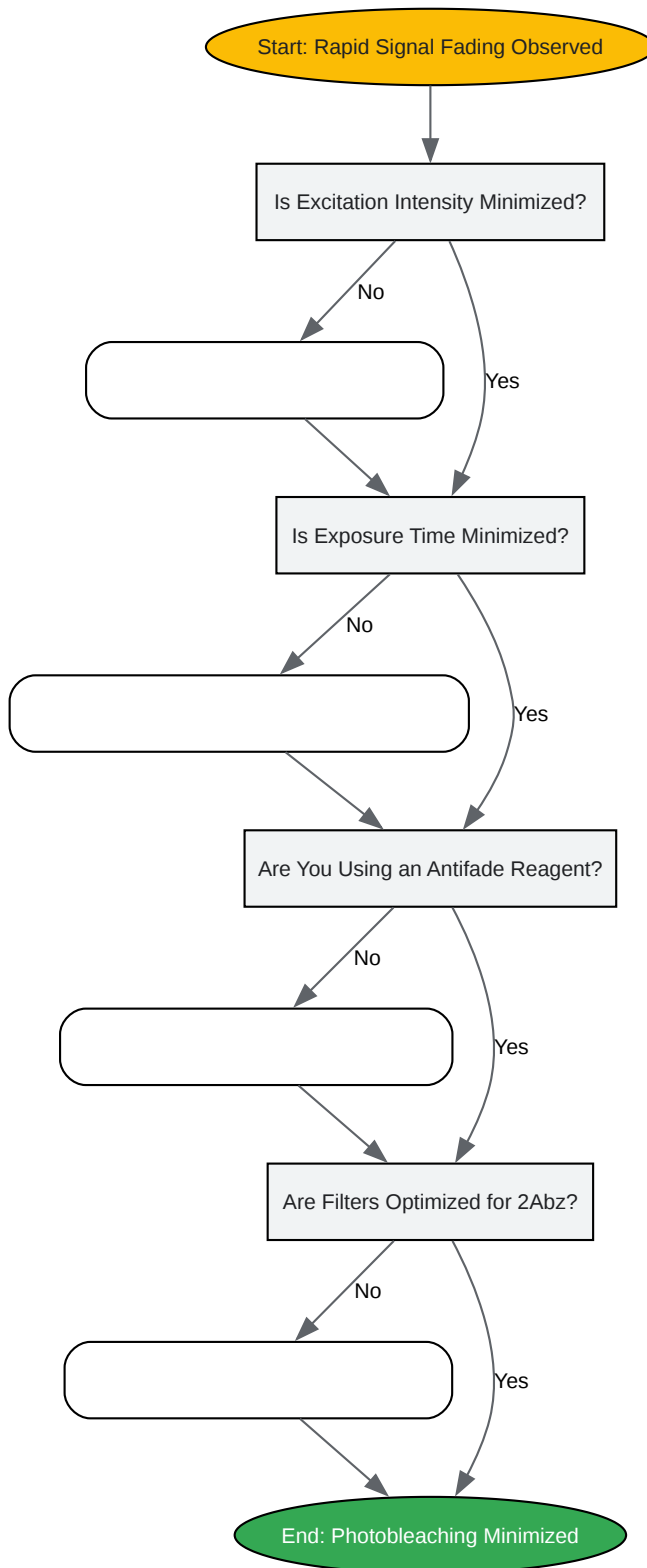 Start: Rapid Signal Fading Observed
Is Excitation Intensity Minimized?
No
Yes
Is Exposure Time Minimized?
No
Yes
Are You Using an Antifade Reagent?
No
Yes
Are Filters Optimized for 2Abz?
No
Yes
End: Photobleaching Minimized